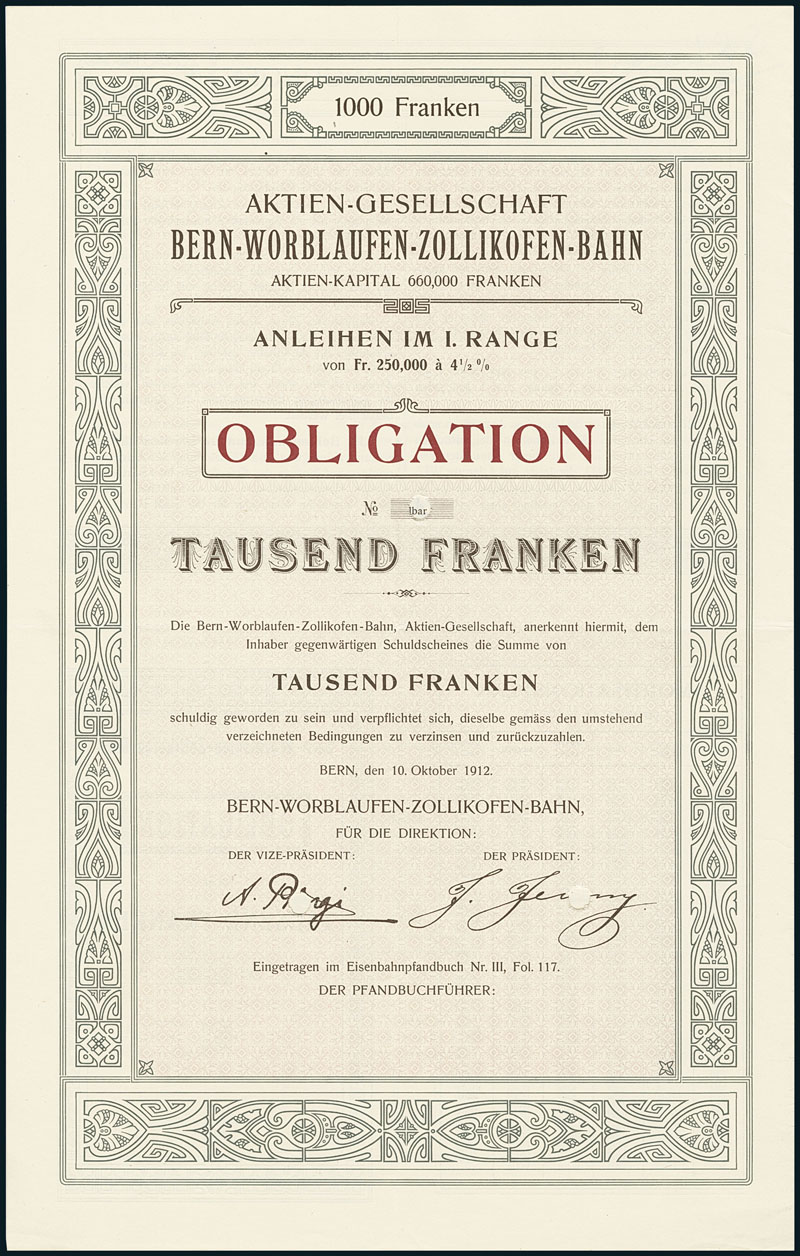 1000 Franken
AKTIEN-GESELLSCHAFT
BERN-WORBLAUFEN-ZOLLIKOFEN-BAHN
AKTIEN-KAPITAL 660,000 FRANKEN
ANLEIHEN IM I. RANGE
von Fr. 250,000 à 4 1/2 %
OBLIGATION
№ lbar
TAUSEND FRANKEN
Die Bern-Worblaufen-Zollikofen-Bahn, Aktien-Gesellschaft, anerkennt hiermit, dem
Inhaber gegenwärtigen Schuldscheines die Summe von
TAUSEND FRANKEN
schuldig geworden zu sein und verpflichtet sich, dieselbe gemäss den umstehend
verzeichneten Bedingungen zu verzinsen und zurückzuzahlen.
BERN, den 10. Oktober 1912.
BERN-WORBLAUFEN-ZOLLIKOFEN-BAHN,
FÜR DIE DIREKTION:
DER VIZE-PRÄSIDENT: DER PRÄSIDENT:
A. J.
Eingetragen im Eisenbahnpfandbuch Nr. III, Fol. 117.
DER PFANDBUCHFÜHRER: